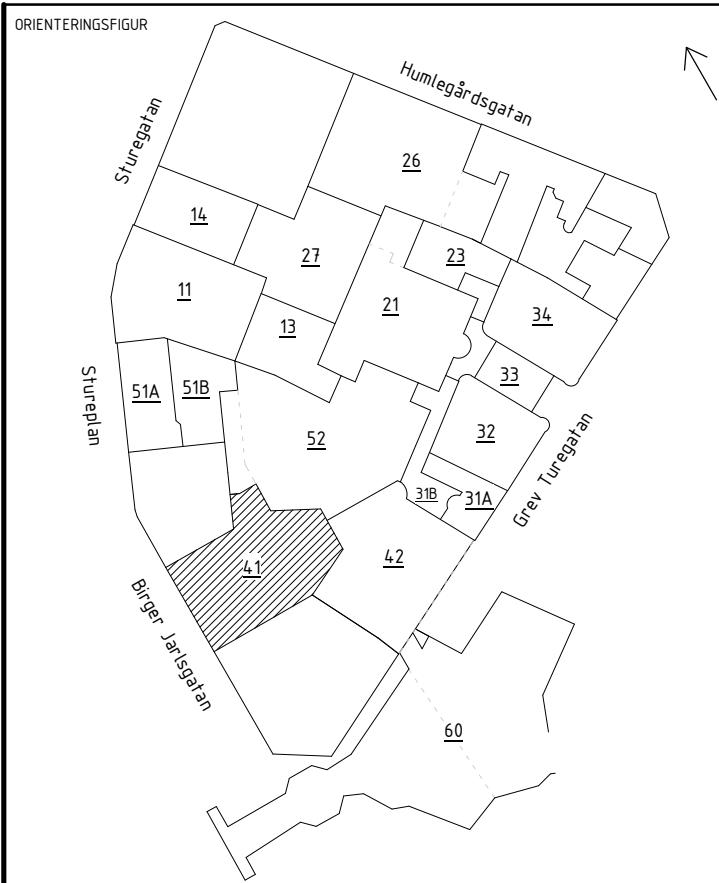 ORIENTERINGSFIGUR
Humlegårdsgatan
Sturegatan
26
14
27
23
11
21
34
13
33
51A
51B
Stureplan
32
52
31B
31A
Grev Turegatan
41
42
Birger Jarlsgatan
60